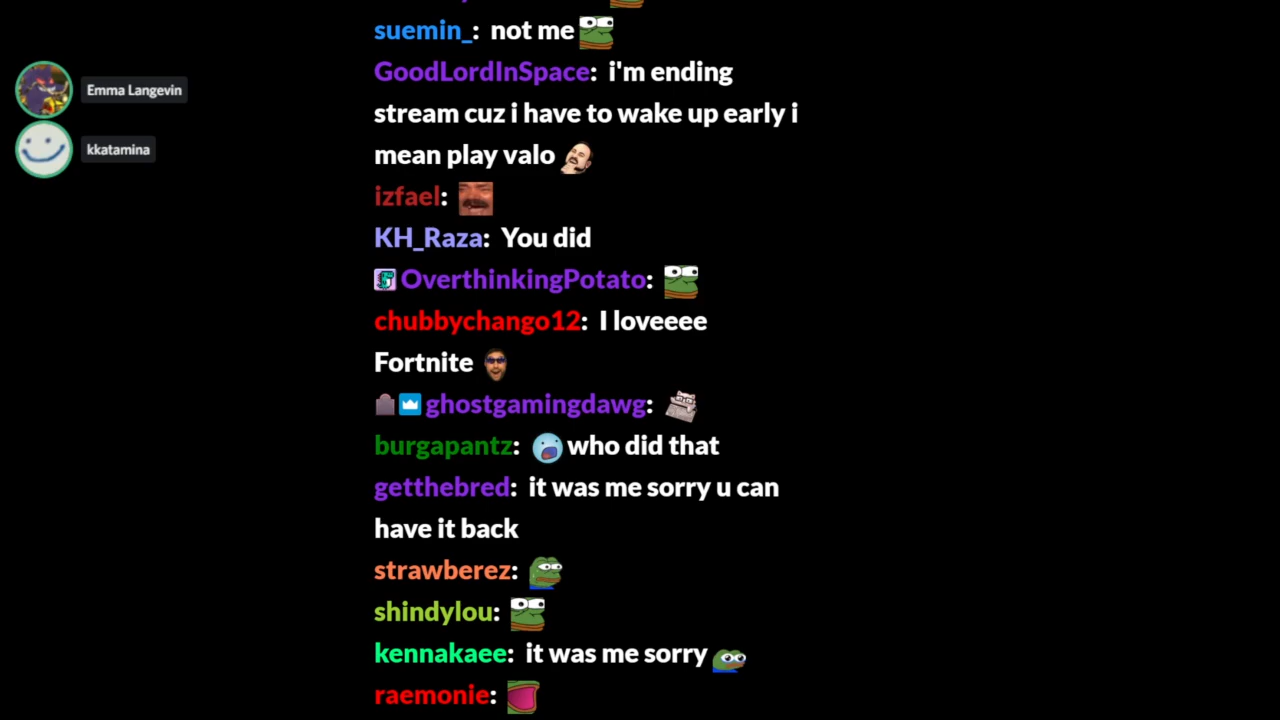 suemin_: not me
Emma Langevin
GoodLordInSpace: i'm ending
stream cuz i have to wake up early i
kkatamina
mean play valo
izfael:
KH_Raza: You did
OverthinkingPotato:
chubbychango12: I loveeee
Fortnite
ghostgamingdawg:
burgapantz: who did that
getthebred: it was me sorry u can
have it back
strawberez:
shindylou:
kennakaee: it was me sorry
raemonie: